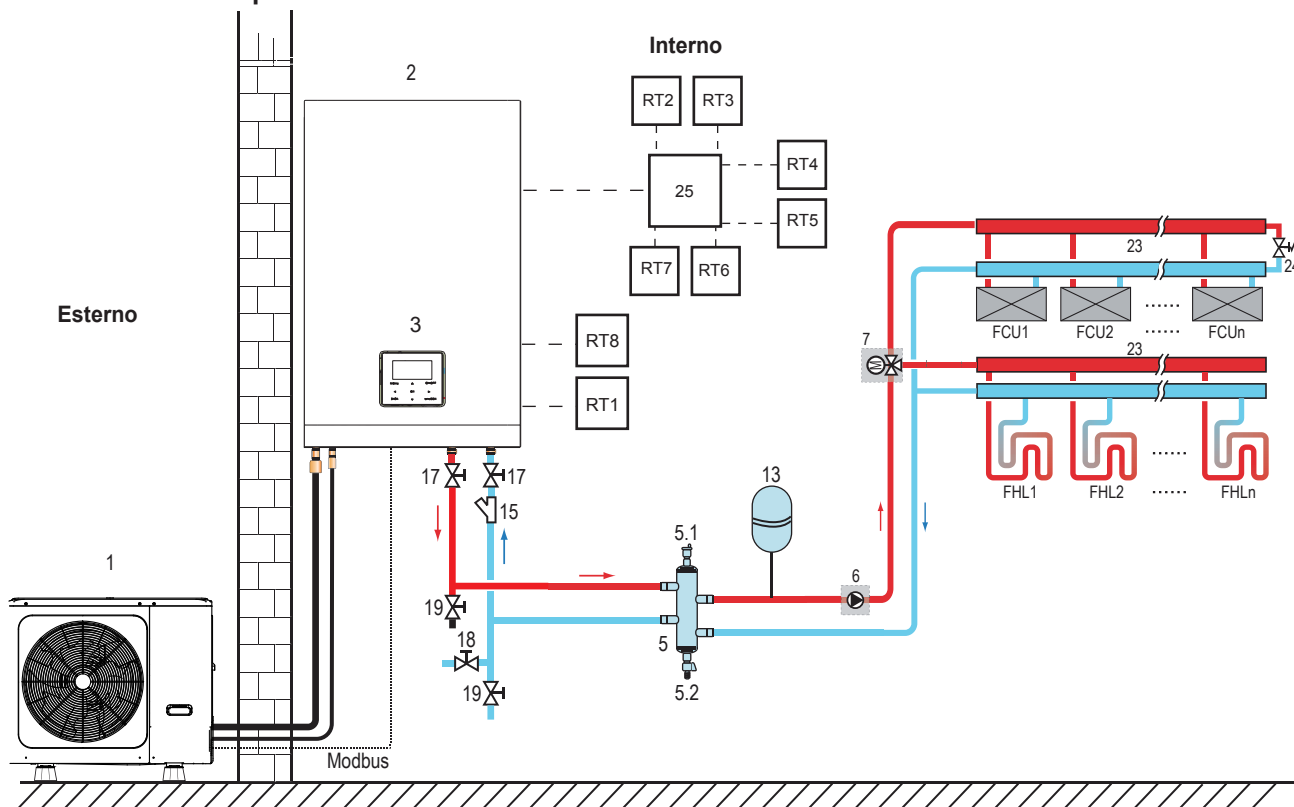 Interno
2
RT2
RT3
RT4
25
RT5
RT7
RT6
23
24
Esterno
3
RT8
RT1
FCU1
FCU2
......
......
FCUn
7
M
23
17
17
15
FHL1
FHL2
......
......
FHLn
13
5.1
1
6
19
18
5
19
5.2
Modbus